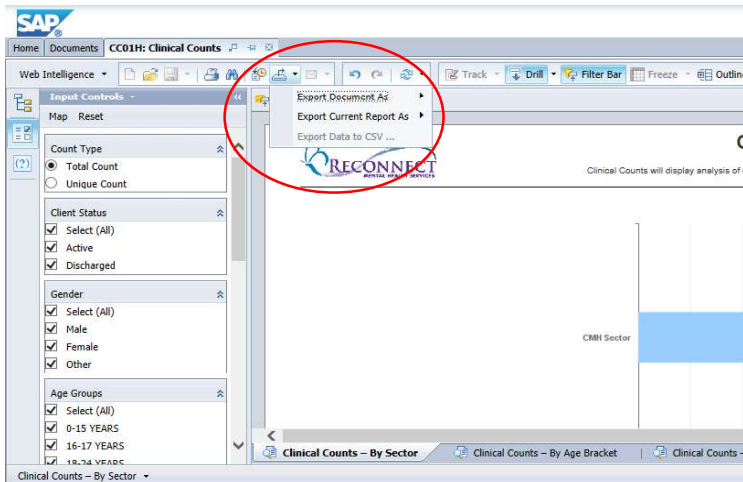 SAP
Home Documents CC01H: Clinical Counts
Web Intelligence Track Drill Filter Bar Freeze Outlin
Input Controls
Map Reset
Count Type
Total Count
Unique Count
Client Status
Select (All)
Active
Discharged
Gender
Select (All)
Male
Female
Other
Age Groups
Select (All)
0-15 YEARS
16-17 YEARS
18-24 YEARS
Export Document As
Export Current Report As
Export Data to CSV ...
RECONNECT
MENTAL HEALTH SERVICES
C
Clinical Counts will display analysis of
CMH Sector
Clinical Counts – By Sector Clinical Counts – By Age Bracket Clinical Counts -
Clinical Counts – By Sector